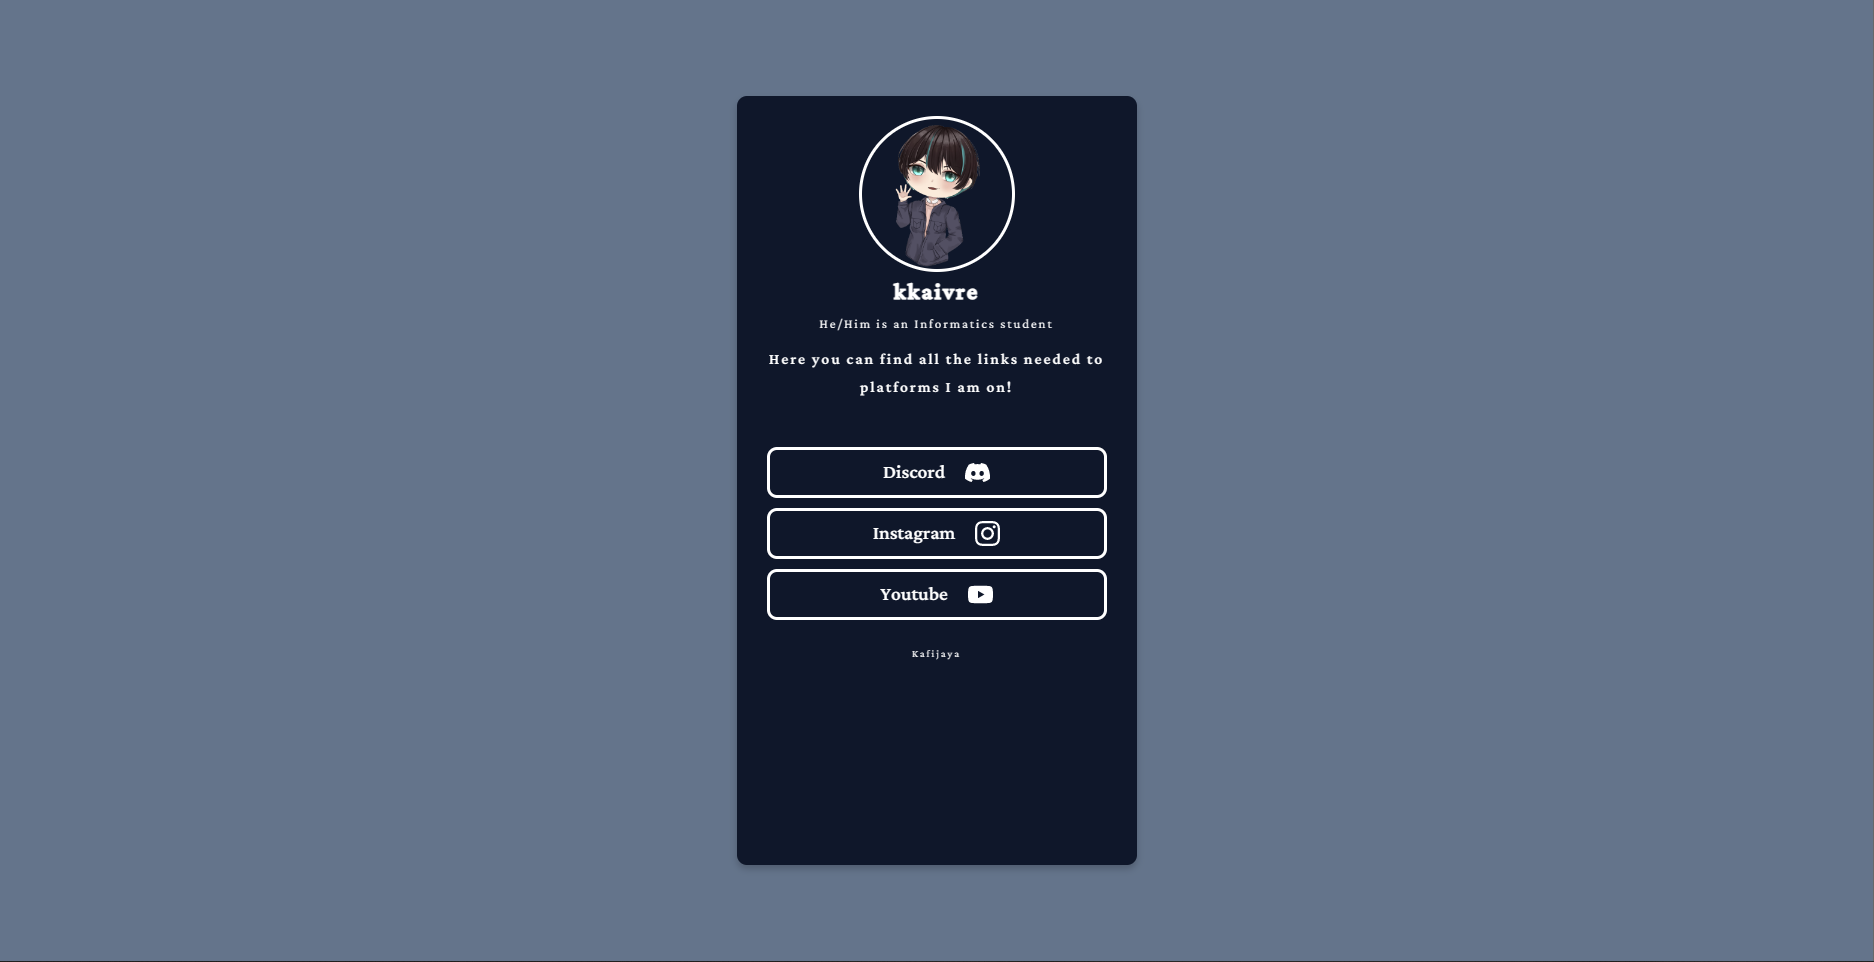 kkaivre
He/Him is an Informatics student
Here you can find all the links needed to
platforms I am on!
Discord
Instagram
Youtube
Kafijaya